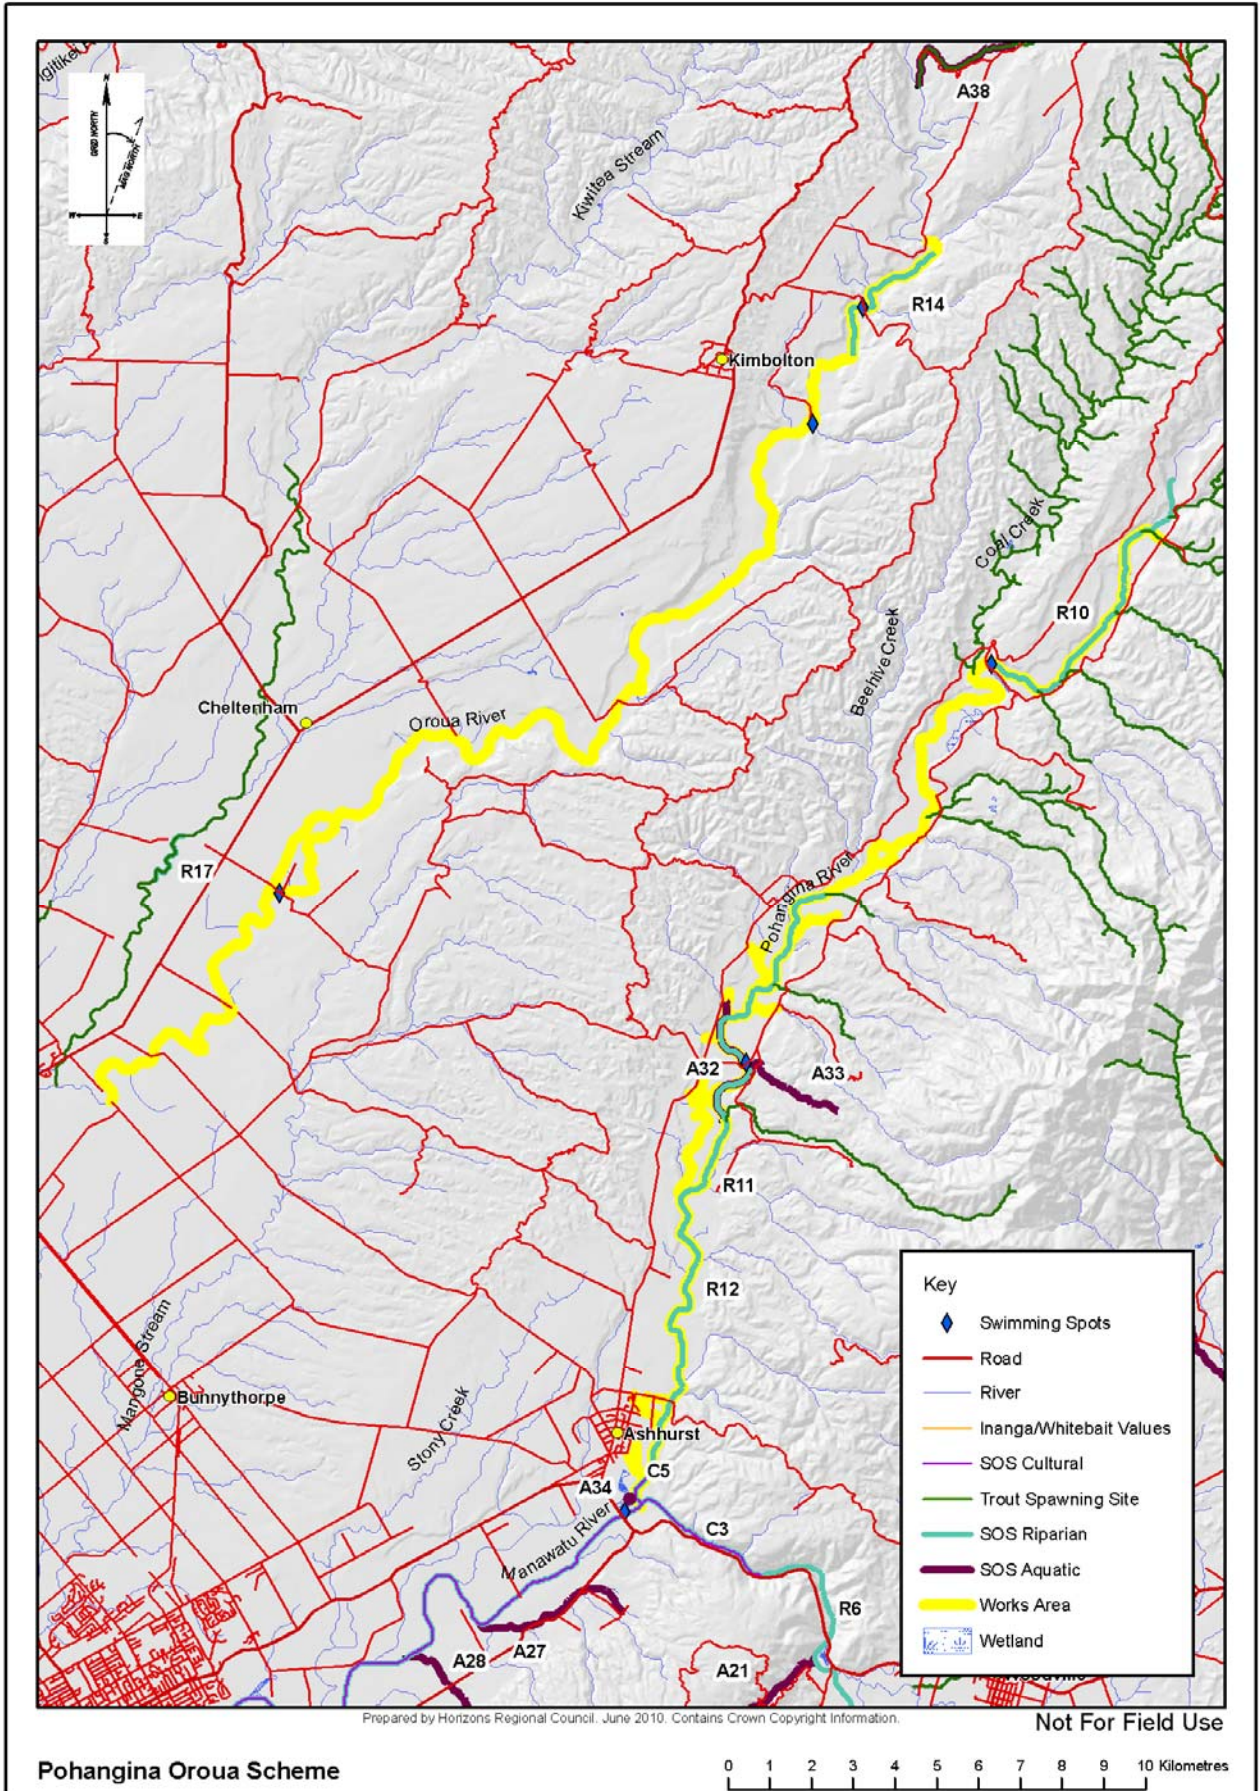 N
GRID NORTH
MAG NORTH
W
E
S
A38
Kiwitea Stream
R14
Kimbolton
Coal Creek
R10
Beehive Creek
Cheltenham
Oroua River
R17
Pohangina River
A32
A33
R11
R12
Mangone Stream
Bunnythorpe
Stony Creek
Ashhurst
C5
A34
Manawatu River
C3
R6
A28
A27
A21
Key
Swimming Spots
Road
River
Inanga/Whitebait Values
SOS Cultural
Trout Spawning Site
SOS Riparian
SOS Aquatic
Works Area
Wetland
Prepared by Horizons Regional Council. June 2010. Contains Crown Copyright Information.
Not For Field Use
Pohangina Oroua Scheme
0 1 2 3 4 5 6 7 8 9 10 Kilometres